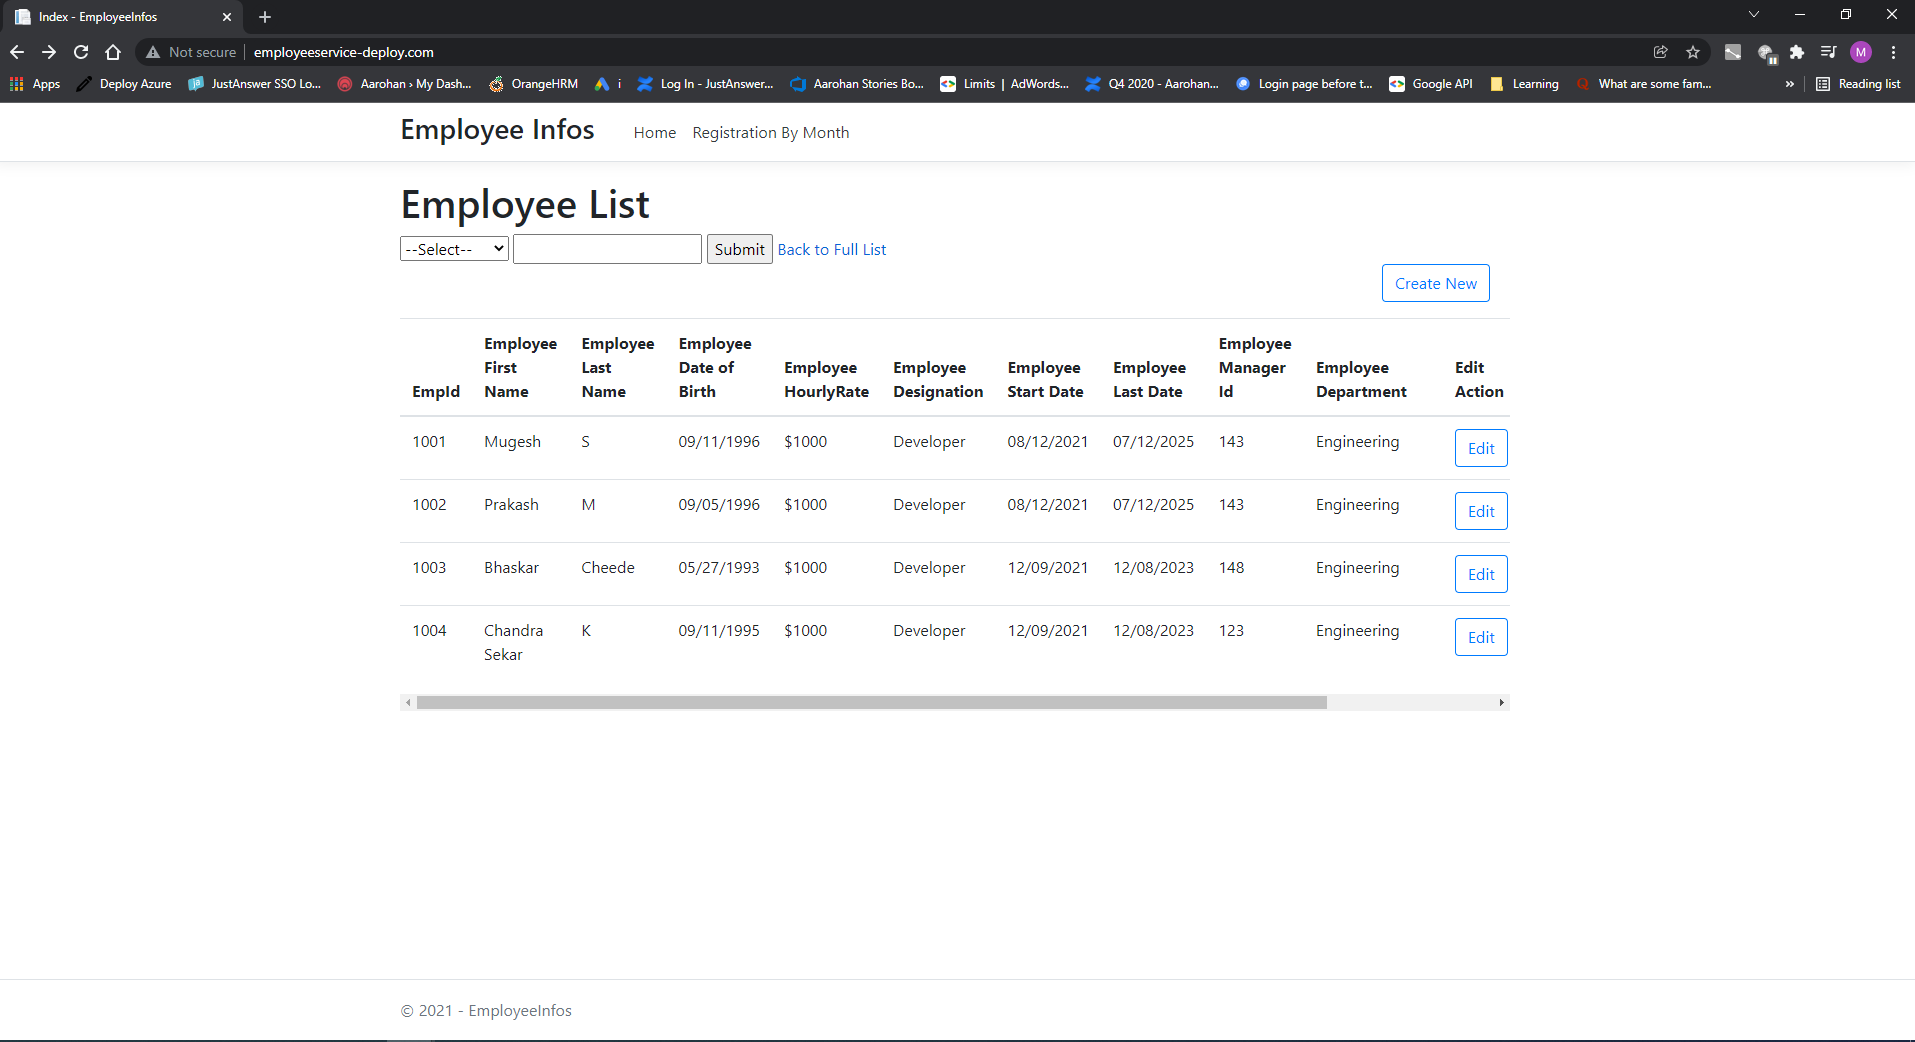 Index - EmployeeInfos
Not secure employeeservice-deploy.com
M
Apps Deploy Azure JustAnswer SSO Lo... Aarohan › My Dash... OrangeHRM i Log In - JustAnswer... Aarohan Stories Bo... Limits | AdWords... Q4 2020 - Aarohan... Login page before t... Google API Learning What are some fam... » Reading list
Employee Infos Home Registration By Month
Employee List
--Select-- Submit Back to Full List
Create New
EmpId Employee First Name Employee Last Name Employee Date of Birth Employee HourlyRate Employee Designation Employee Start Date Employee Last Date Employee Manager Id Employee Department Edit Action
1001 Mugesh S 09/11/1996 $1000 Developer 08/12/2021 07/12/2025 143 Engineering Edit
1002 Prakash M 09/05/1996 $1000 Developer 08/12/2021 07/12/2025 143 Engineering Edit
1003 Bhaskar Cheede 05/27/1993 $1000 Developer 12/09/2021 12/08/2023 148 Engineering Edit
1004 Chandra Sekar K 09/11/1995 $1000 Developer 12/09/2021 12/08/2023 123 Engineering Edit
© 2021 - EmployeeInfos